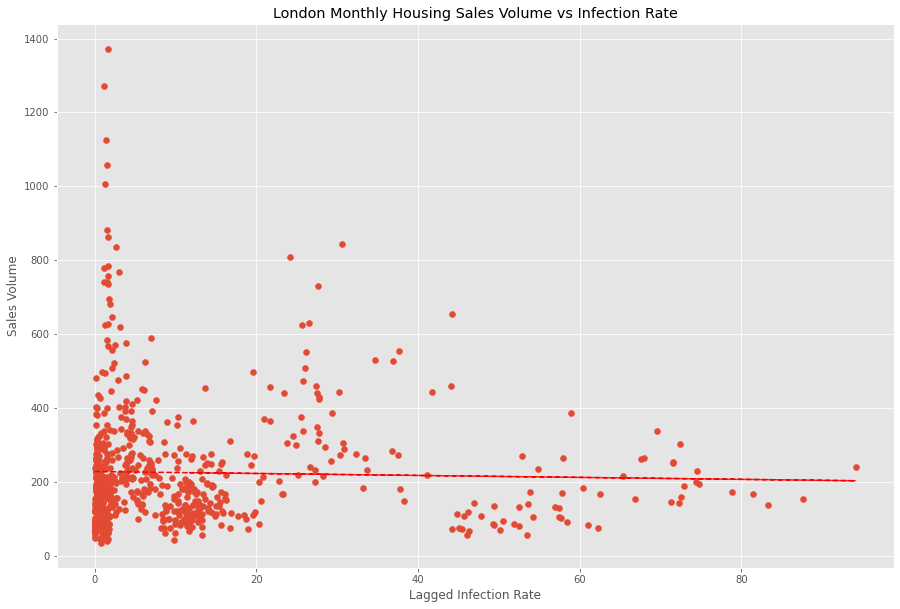 London Monthly Housing Sales Volume vs Infection Rate
1400
1200
1000
800
600
400
200
0
Sales Volume
0 20 40 60 80
Lagged Infection Rate